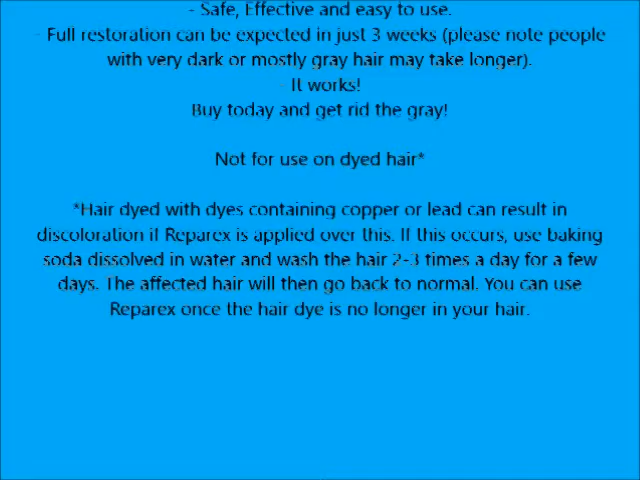 - Safe, Effective and easy to use.
- Full restoration can be expected in just 3 weeks (please note people
with very dark or mostly gray hair may take longer).
- It works!
Buy today and get rid the gray!
Not for use on dyed hair*
*Hair dyed with dyes containing copper or lead can result in
discoloration if Reparex is applied over this. If this occurs, use baking
soda dissolved in water and wash the hair 2-3 times a day for a few
days. The affected hair will then go back to normal. You can use
Reparex once the hair dye is no longer in your hair.